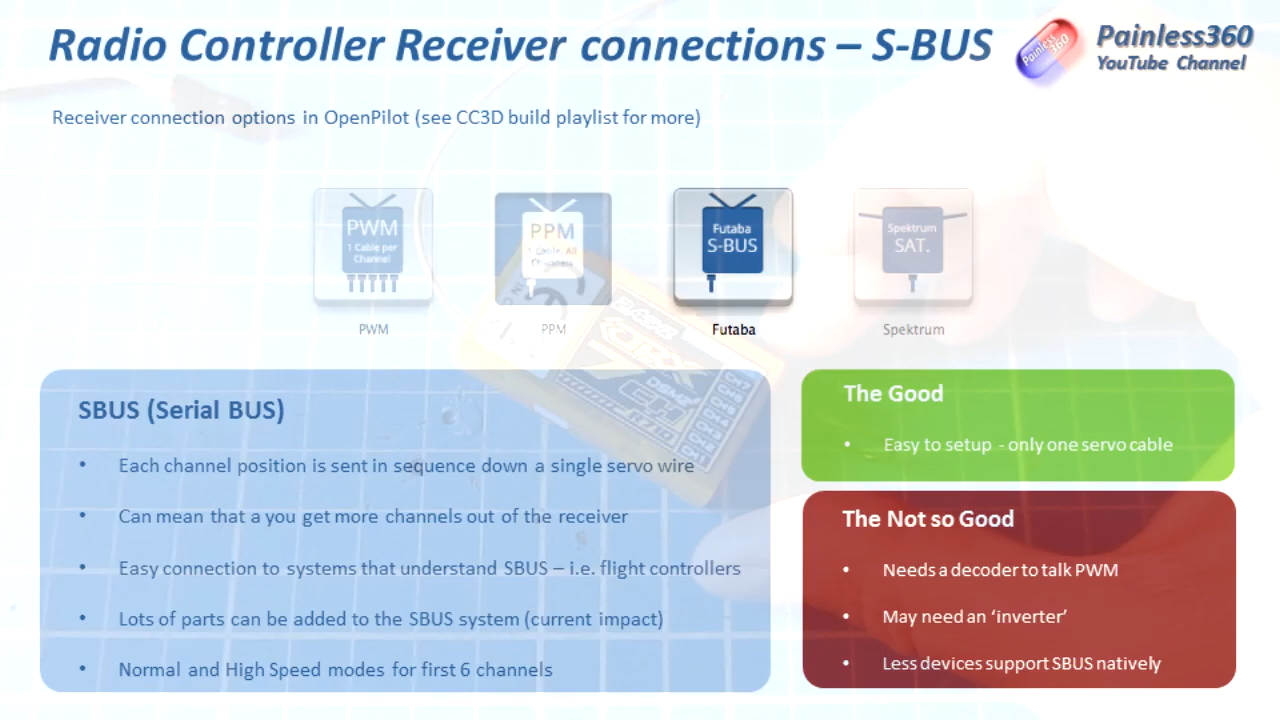 Radio Controller Receiver connections – S-BUS
Painless360
Painless360
YouTube Channel
Receiver connection options in OpenPilot (see CC3D build playlist for more)
PWM
1 Cable per
Channel
PPM
1 Cable. All
Channels
Futaba
S-BUS
Spektrum
SAT.
PWM
PPM
Futaba
Spektrum
SBUS (Serial BUS)
• Each channel position is sent in sequence down a single servo wire
• Can mean that a you get more channels out of the receiver
• Easy connection to systems that understand SBUS – i.e. flight controllers
• Lots of parts can be added to the SBUS system (current impact)
• Normal and High Speed modes for first 6 channels
The Good
• Easy to setup - only one servo cable
The Not so Good
• Needs a decoder to talk PWM
• May need an ‘inverter’
• Less devices support SBUS natively